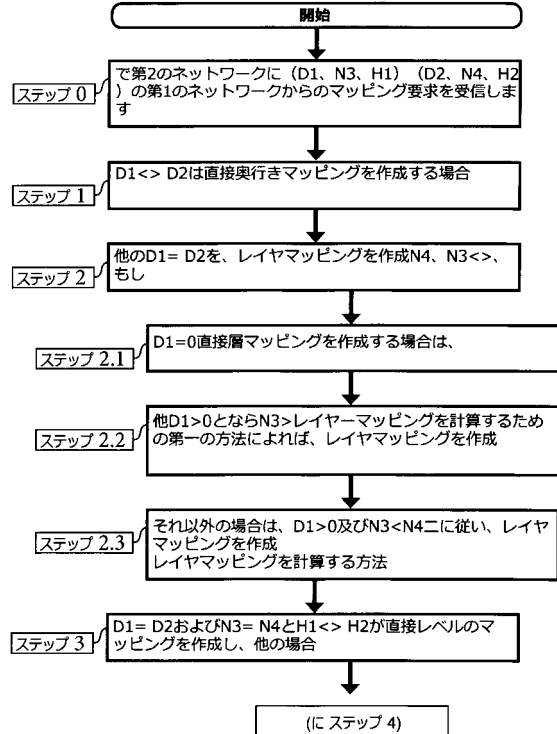 開始
ステップ 0
で第2のネットワークに（D1、N3、H1）（D2、N4、H2
）の第1のネットワークからのマッピング要求を受信しま
す
ステップ 1
D1<> D2は直接奥行きマッピングを作成する場合
ステップ 2
他のD1= D2を、レイヤマッピングを作成N4、N3<>、
もし
ステップ 2.1
D1=0直接層マッピングを作成する場合は、
ステップ 2.2
他D1>0とならN3>レイヤーマッピングを計算するため
の第一の方法によれば、レイヤマッピングを作成
ステップ 2.3
それ以外の場合は、D1>0及びN3<N4二に従い、レイヤ
マッピングを作成
レイヤマッピングを計算する方法
ステップ 3
D1= D2およびN3= N4とH1<> H2が直接レベルのマ
ッピングを作成し、他の場合
(に ステップ 4)